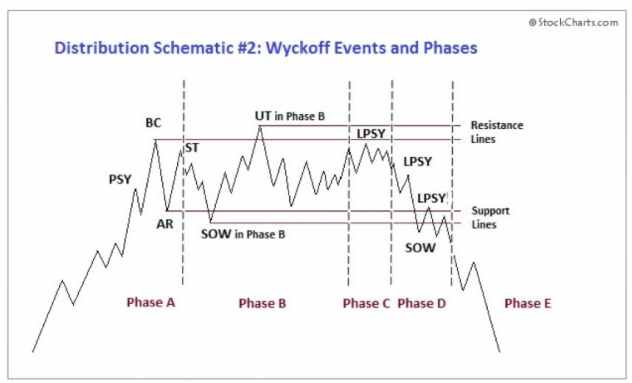 @StockCharts.com
Distribution Schematic #2: Wyckoff Events and Phases
UT in Phase B
Resistance
Lines
BC
LPSY
ST
LPSY
PSY
LPSY
Support
Lines
AR
SOW in Phase B
SOW
Phase A
Phase B
Phase C
Phase D
Phase E